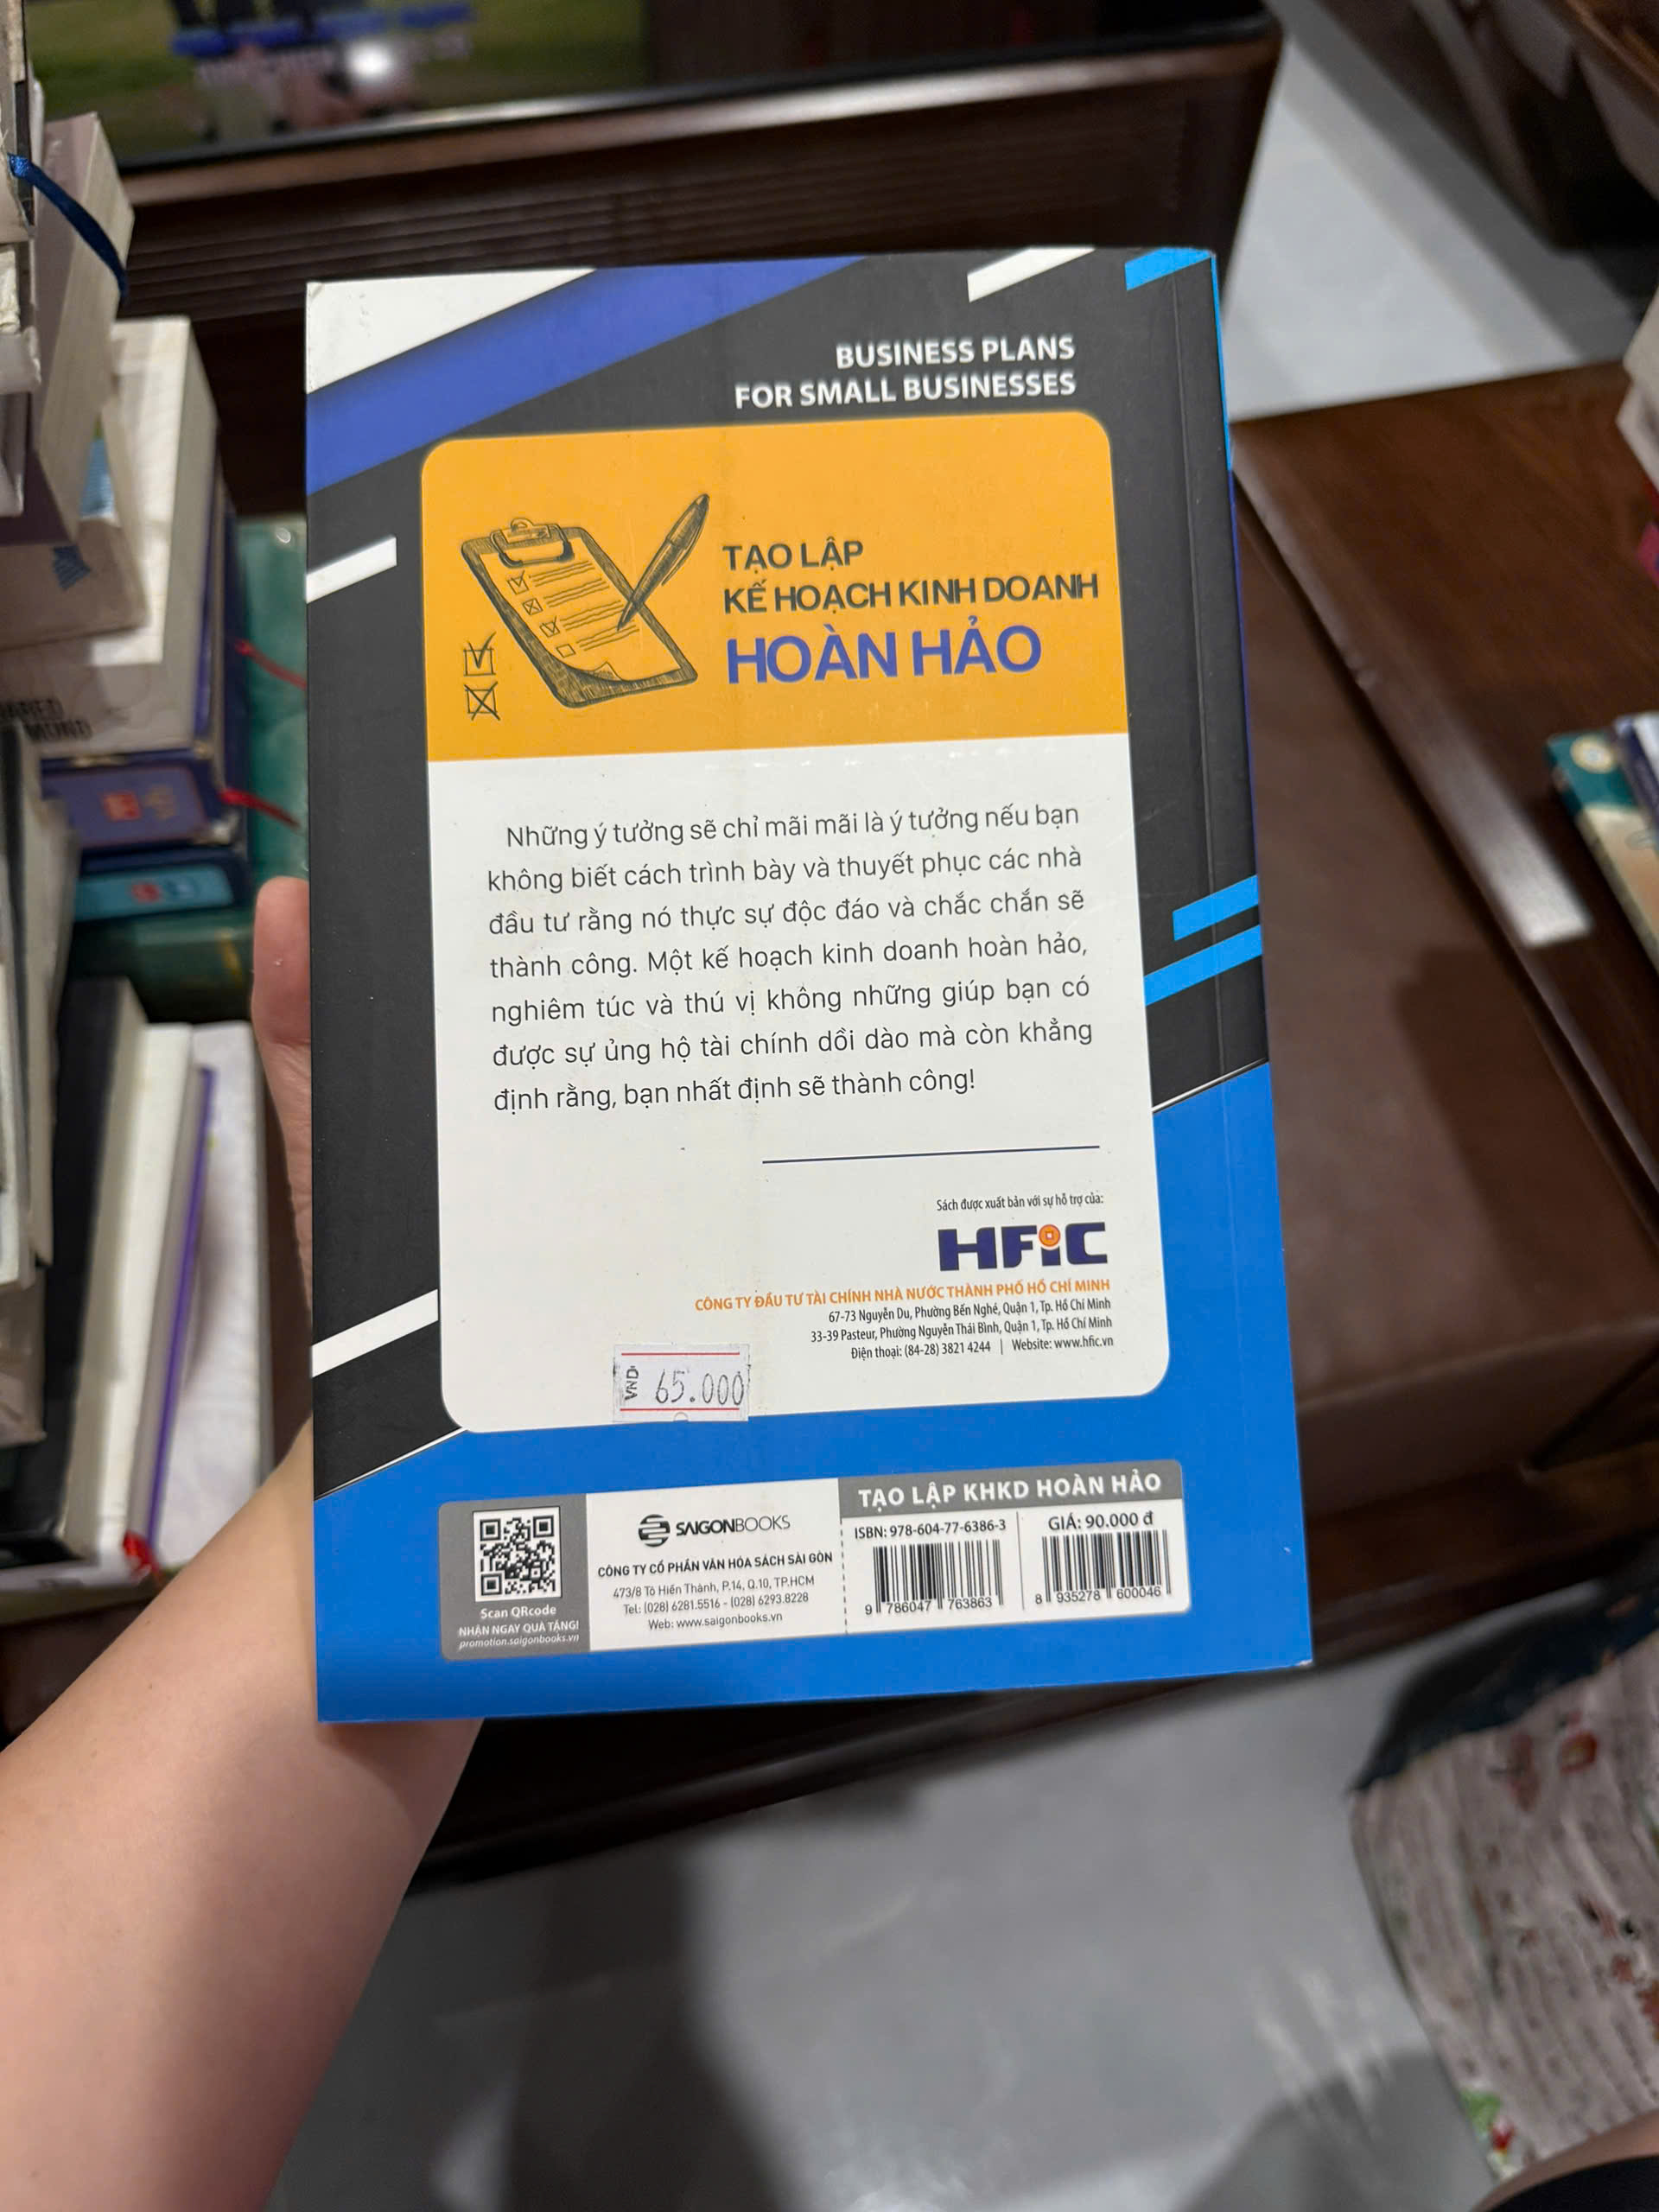 BUSINESS PLANS
FOR SMALL BUSINESSES
TẠO LẬP
KẾ HOẠCH KINH DOANH
HOÀN HẢO
Những ý tưởng sẽ chỉ mãi mãi là ý tưởng nếu bạn
không biết cách trình bày và thuyết phục các nhà
đầu tư rằng nó thực sự độc đáo và chắc chắn sẽ
thành công. Một kế hoạch kinh doanh hoàn hảo,
nghiêm túc và thú vị không những giúp bạn có
được sự ủng hộ tài chính dồi dào mà còn khẳng
định rằng, bạn nhất định sẽ thành công!
Sách được xuất bản với sự hỗ trợ của:
HFIC
CÔNG TY ĐẦU TƯ TÀI CHÍNH NHÀ NƯỚC THÀNH PHỐ HỒ CHÍ MINH
67-73 Nguyễn Du, Phường Bến Nghé, Quận 1, Tp. Hồ Chí Minh
33-39 Pasteur, Phường Nguyễn Thái Bình, Quận 1, Tp. Hồ Chí Minh
Điện thoại: (84-28) 3821 4244 | Website: www.hfic.vn
VNĐ 65.000
Scan QRcode
NHẬN NGAY QUÀ TẶNG!
promotion.saigonbooks.vn
SAIGONBOOKS
CÔNG TY CỔ PHẦN VĂN HÓA SÁCH SÀI GÒN
473/8 Tô Hiến Thành, P.14, Q.10, TP.HCM
Tel: (028) 6281.5516 - (028) 6293.8228
Web: www.saigonbooks.vn
TẠO LẬP KHKD HOÀN HẢO
ISBN: 978-604-77-6386-3
9 786047 763863
GIÁ: 90.000 đ
8 935278 600046